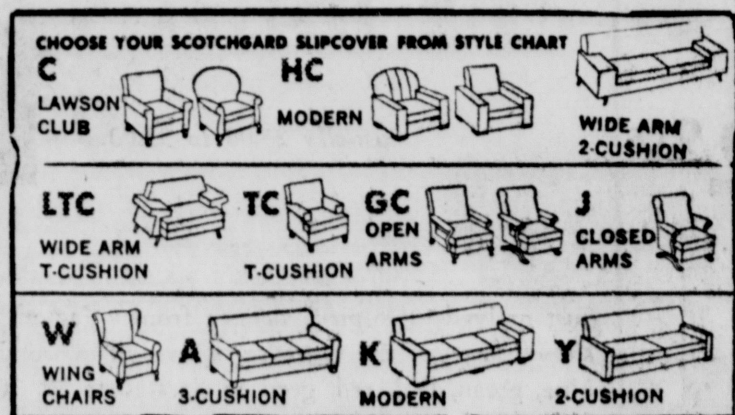 CHOOSE YOUR SCOTCHGARD SLIPCOVER FROM STYLE CHART
C
LAWSON
CLUB
HC
MODERN
WIDE ARM
2-CUSHION
LTC
WIDE ARM
T-CUSHION
TC
T-CUSHION
GC
OPEN
ARMS
J
CLOSED
ARMS
W
WING
CHAIRS
A
3-CUSHION
K
MODERN
Y
2-CUSHION